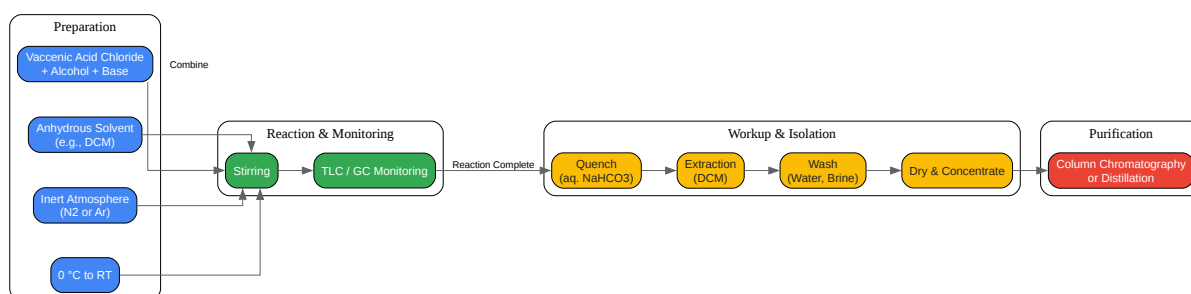 Preparation
Vaccenic Acid Chloride
+ Alcohol + Base
Combine
Anhydrous Solvent
(e.g., DCM)
Inert Atmosphere
(N2 or Ar)
0 °C to RT
Reaction & Monitoring
Stirring
TLC / GC Monitoring
Reaction Complete
Workup & Isolation
Quench
(aq. NaHCO3)
Extraction
(DCM)
Wash
(Water, Brine)
Dry & Concentrate
Purification
Column Chromatography
or Distillation